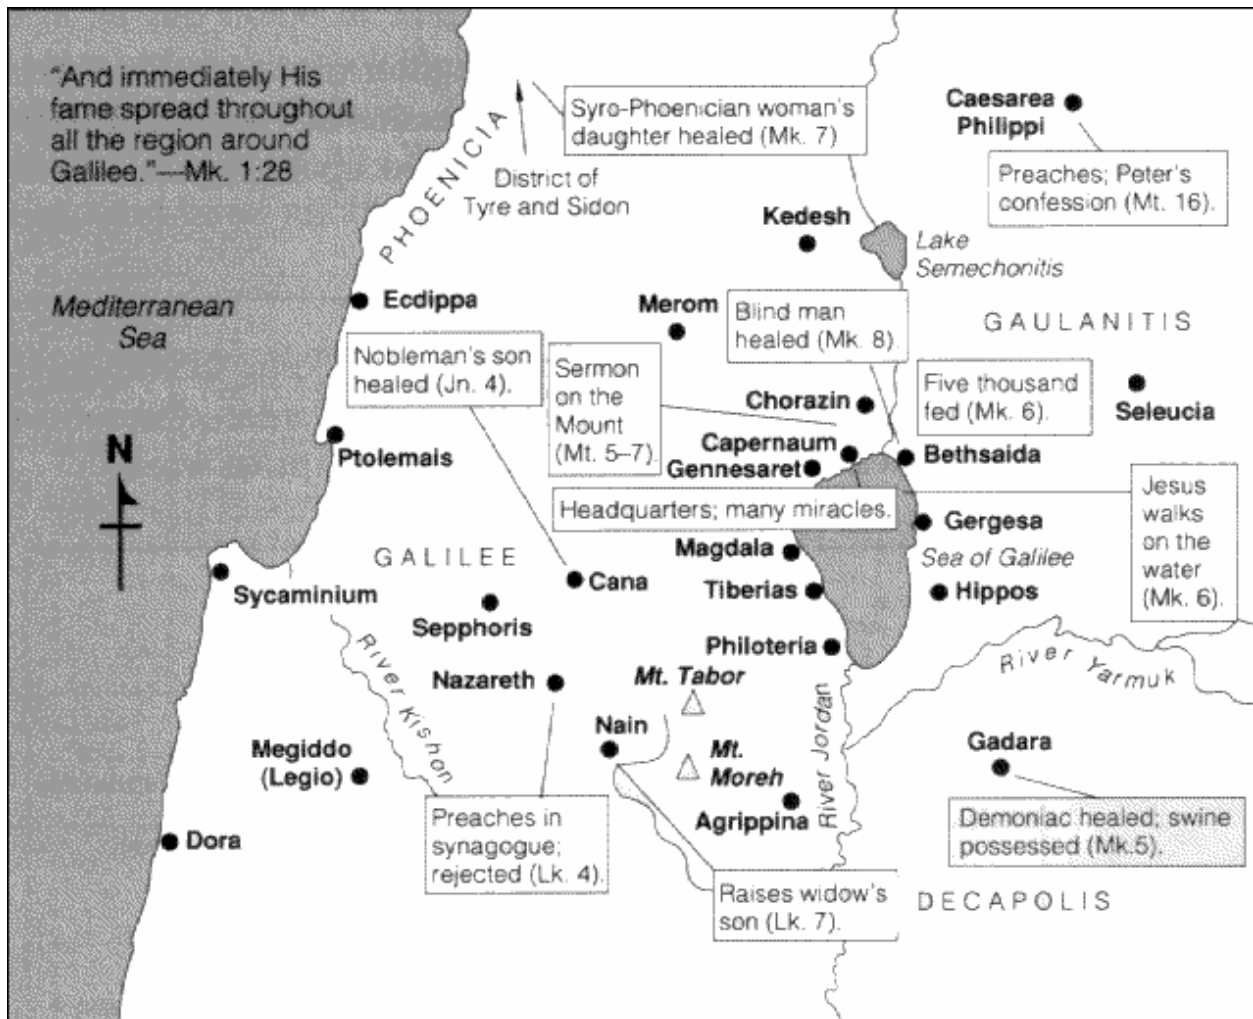 "And immediately His
fame spread throughout
all the region around
Galilee."—Mk. 1:28
Syro-Phoenician woman's
daughter healed (Mk. 7)
Caesarea
Philippi
Preaches; Peter's
confession (Mt. 16).
PHOENICIA
District of
Tyre and Sidon
Kedesh
Lake
Semechonitis
Mediterranean
Sea
Ecdippa
Merom
Blind man
healed (Mk. 8).
GAULANITIS
Nobleman's son
healed (Jn. 4).
Sermon
on the
Mount
(Mt. 5–7).
Five thousand
fed (Mk. 6).
Seleucia
Chorazin
N
Ptolemais
Capernaum
Gennesaret
Bethsaida
Headquarters; many miracles.
Jesus
walks
on the
water
(Mk. 6).
Gergesa
GALILEE
Magdala
Sea of Galilee
Sycaminium
Cana
Tiberias
Hippos
Sepphoris
Philoteria
River Yarmuk
River Kishon
Nazareth
Mt. Tabor
Nain
River Jordan
Gadara
Megiddo
(Legio)
Mt.
Moreh
Agrippina
Preaches in
synagogue;
rejected (Lk. 4).
Demoniac healed; swine
possessed (Mk.5).
Dora
Raises widow's
son (Lk. 7).
DECAPOLIS